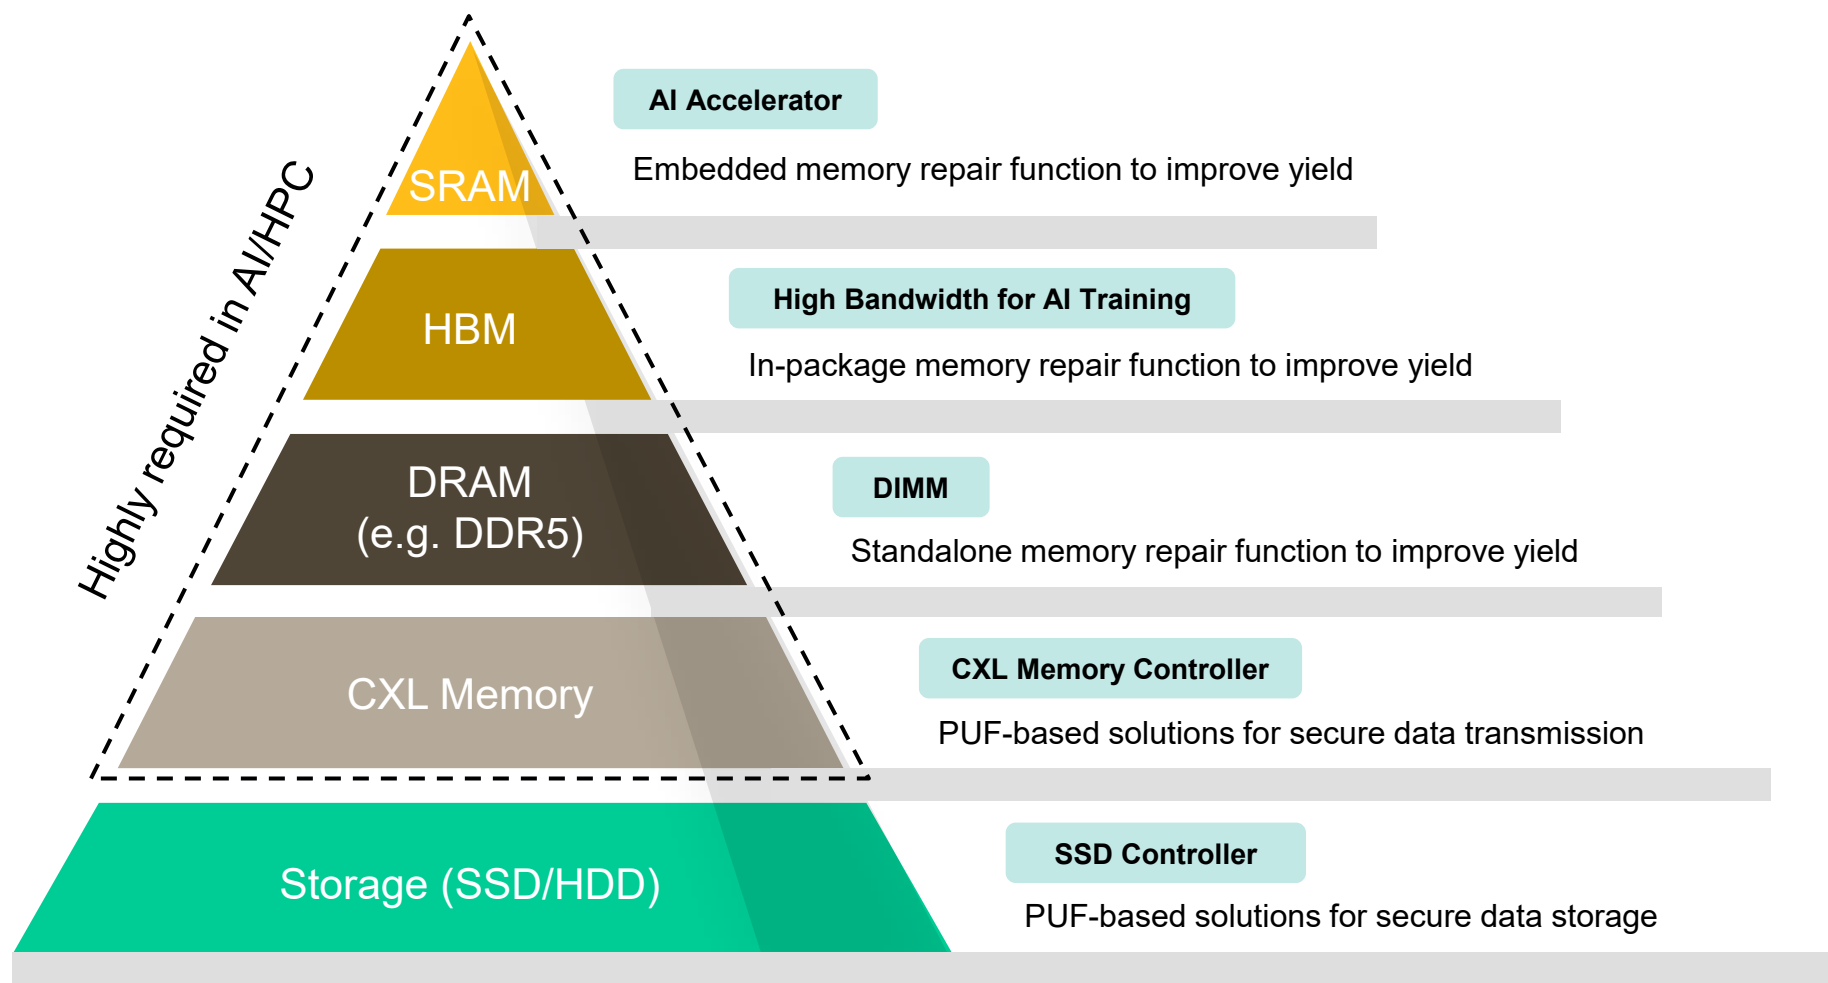 AI Accelerator
Embedded memory repair function to improve yield
SRAM
Highly required in AI/HPC
High Bandwidth for AI Training
HBM
In-package memory repair function to improve yield
DRAM
(e.g. DDR5)
DIMM
Standalone memory repair function to improve yield
CXL Memory
CXL Memory Controller
PUF-based solutions for secure data transmission
Storage (SSD/HDD)
SSD Controller
PUF-based solutions for secure data storage